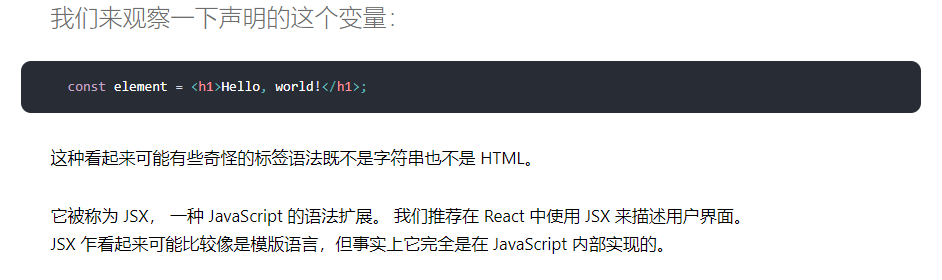 我们来观察一下声明的这个变量：
const element = <h1>Hello, world!</h1>;
这种看起来可能有些奇怪的标签语法既不是字符串也不是 HTML。
它被称为 JSX， 一种 JavaScript 的语法扩展。 我们推荐在 React 中使用 JSX 来描述用户界面。
JSX 乍看起来可能比较像是模版语言，但事实上它完全是在 JavaScript 内部实现的。